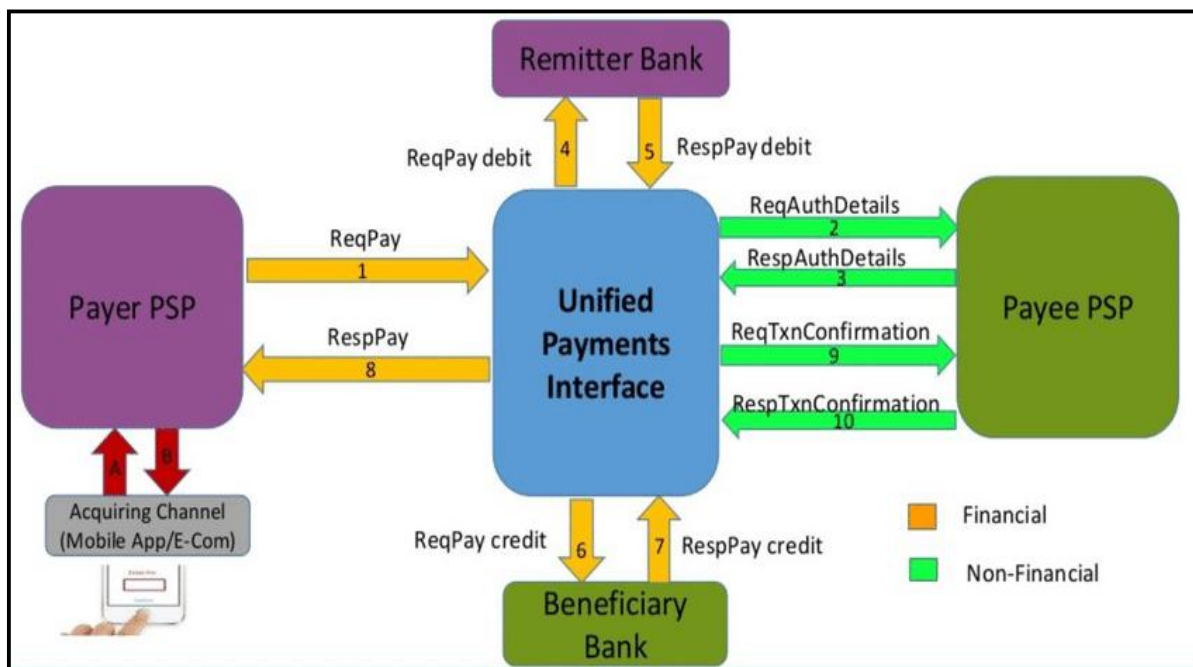 Remitter Bank
ReqPay debit
4
5
RespPay debit
Payer PSP
ReqPay
1
RespPay
8
Unified
Payments
Interface
ReqAuthDetails
2
RespAuthDetails
3
ReqTxnConfirmation
9
RespTxnConfirmation
10
Payee PSP
A
B
Acquiring Channel
(Mobile App/E-Com)
ReqPay credit
6
7
RespPay credit
Beneficiary
Bank
Financial
Non-Financial